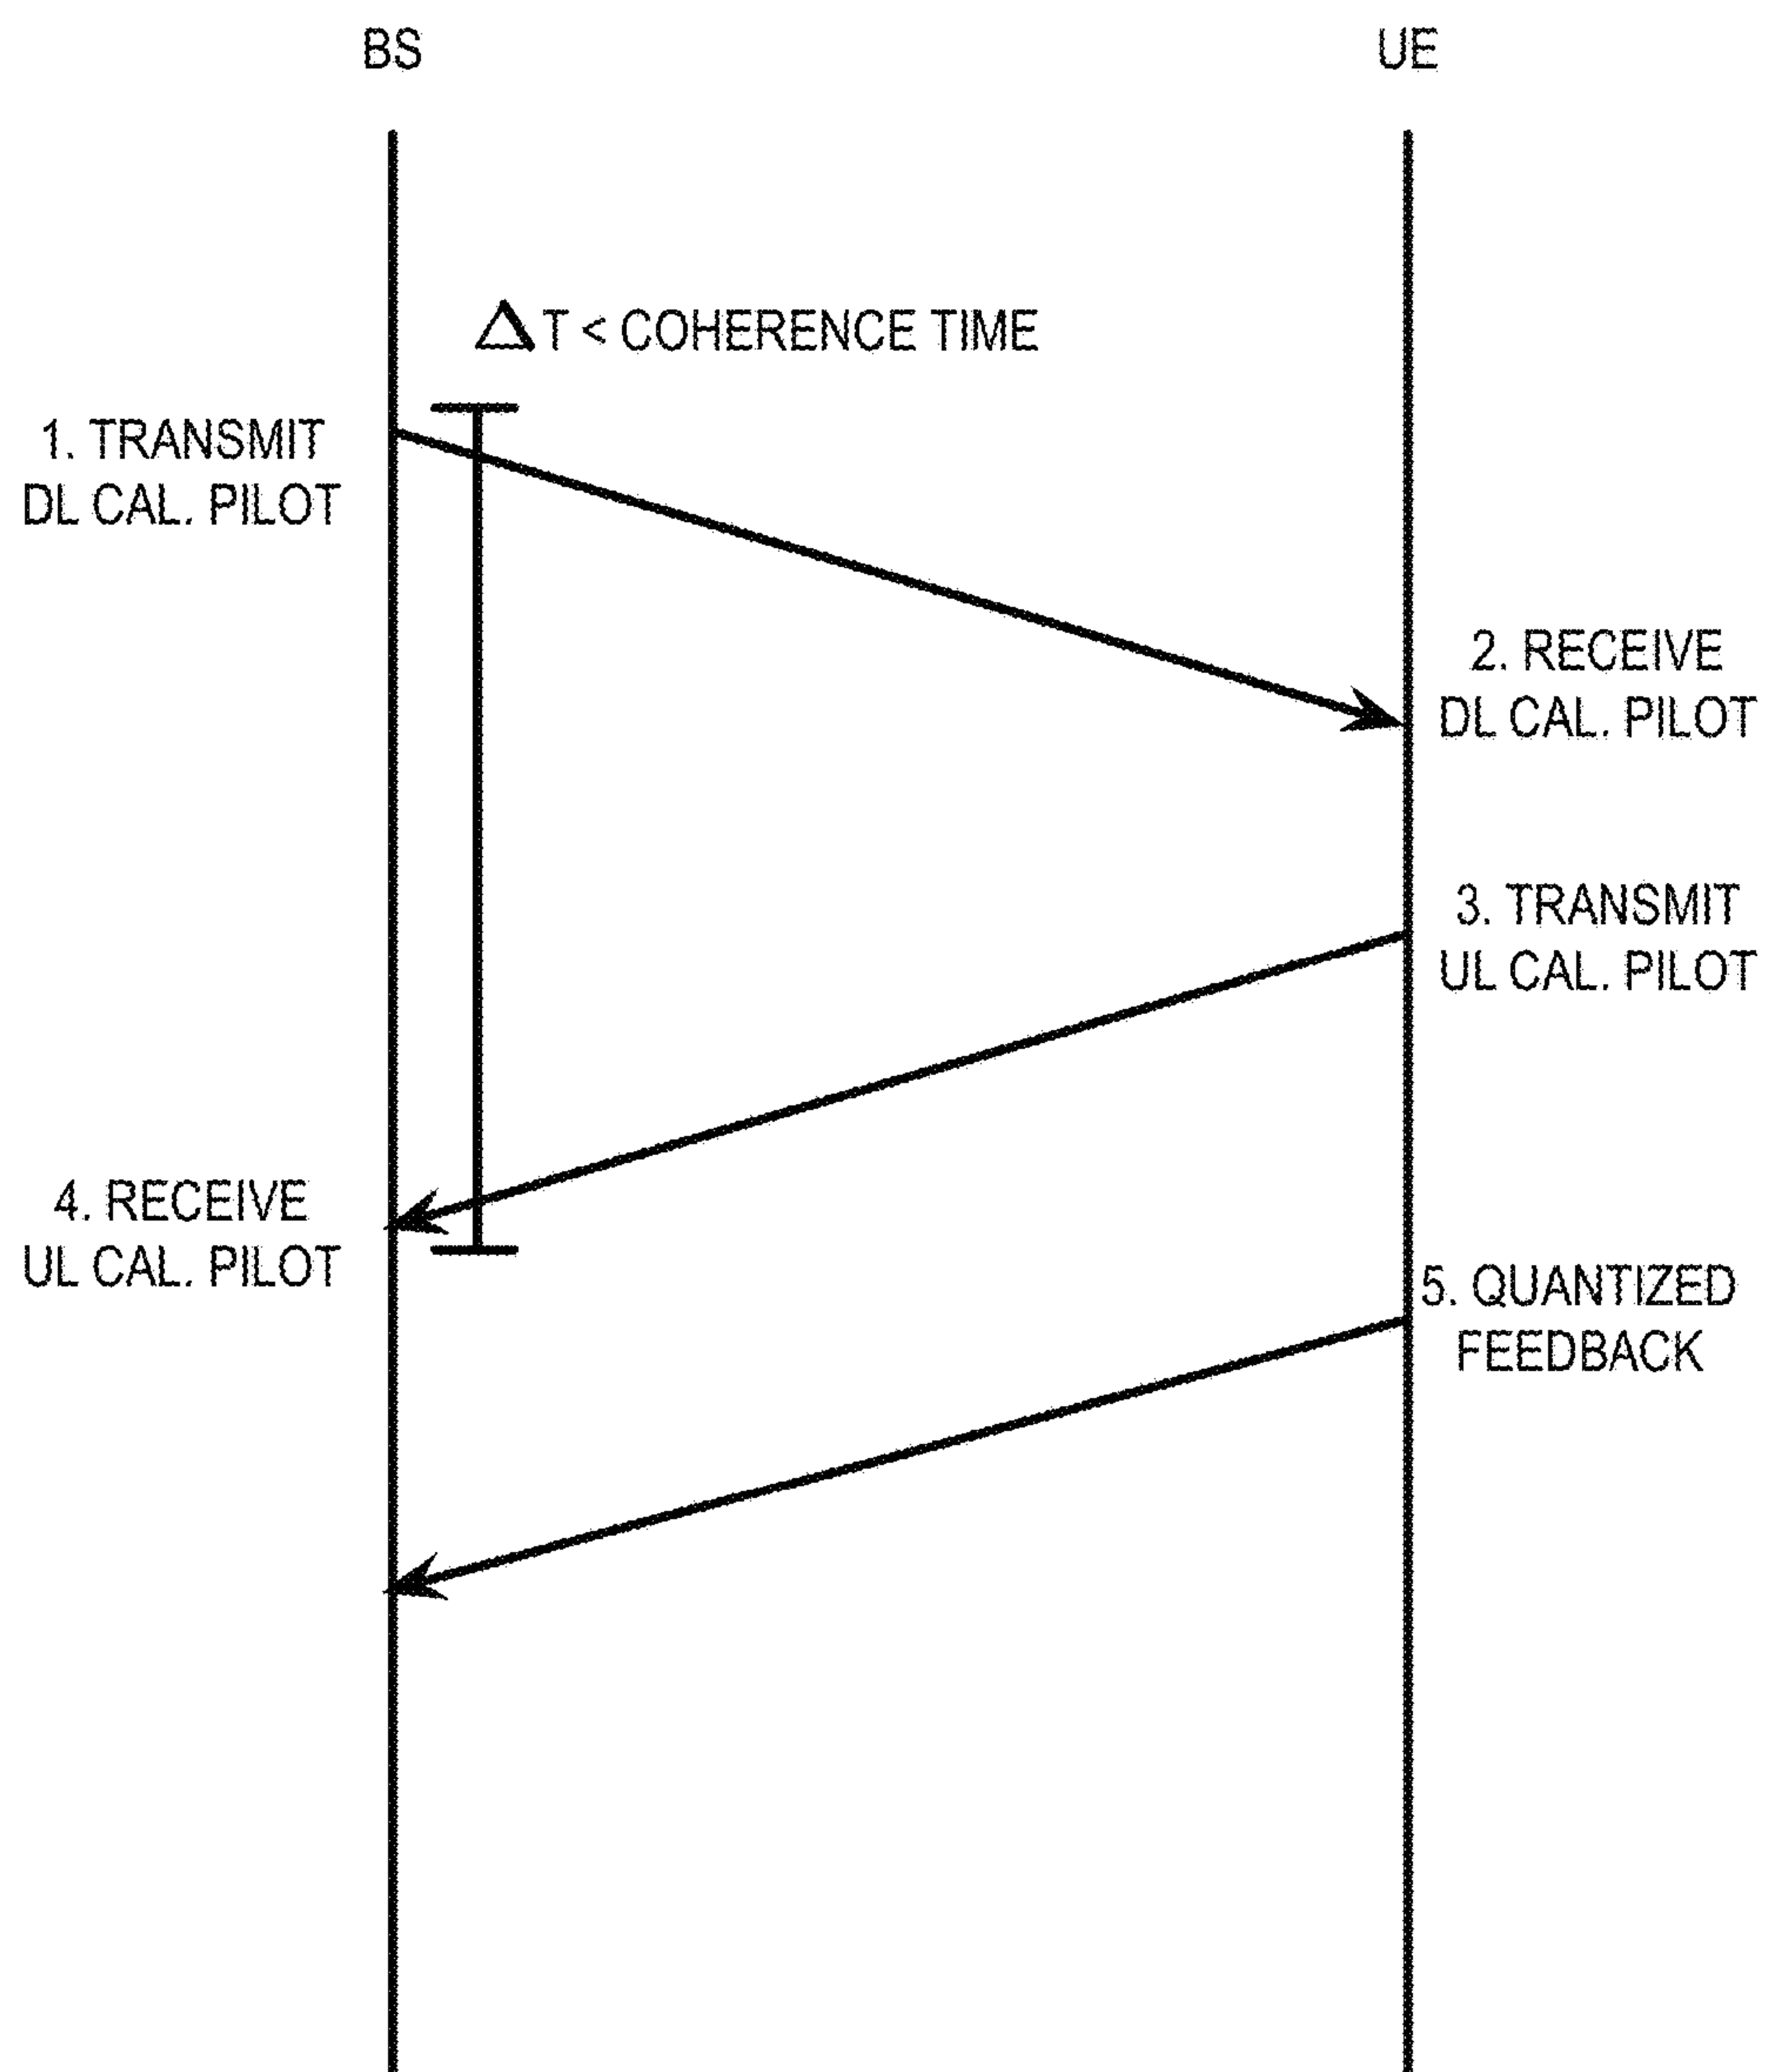 BS
UE
△T < COHERENCE TIME
1. TRANSMIT
DL CAL. PILOT
2. RECEIVE
DL CAL. PILOT
3. TRANSMIT
UL CAL. PILOT
4. RECEIVE
UL CAL. PILOT
5. QUANTIZED
FEEDBACK